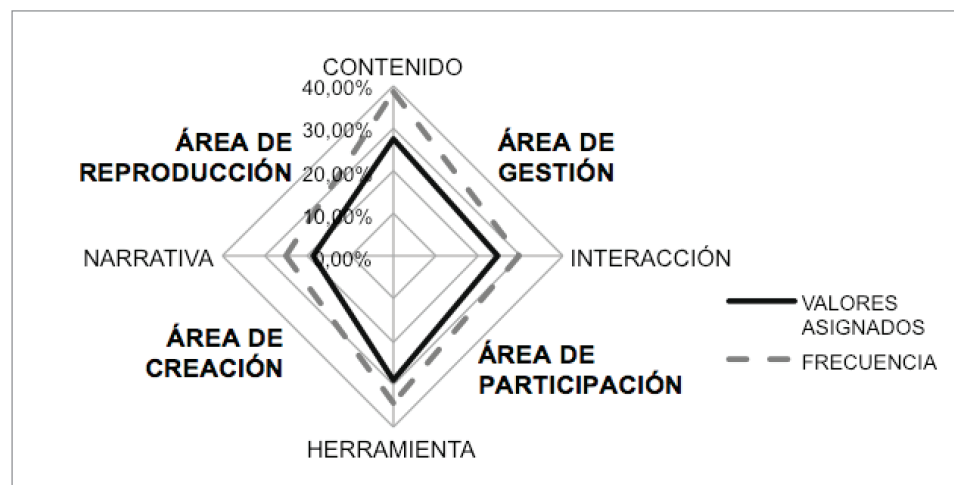 CONTENIDO
40,00%
30,00%
20,00%
10,00%
0,00%
ÁREA DE
REPRODUCCIÓN
ÁREA DE
GESTIÓN
NARRATIVA
INTERACCIÓN
ÁREA DE
CREACIÓN
ÁREA DE
PARTICIPACIÓN
HERRAMIENTA
VALORES
ASIGNADOS
FRECUENCIA